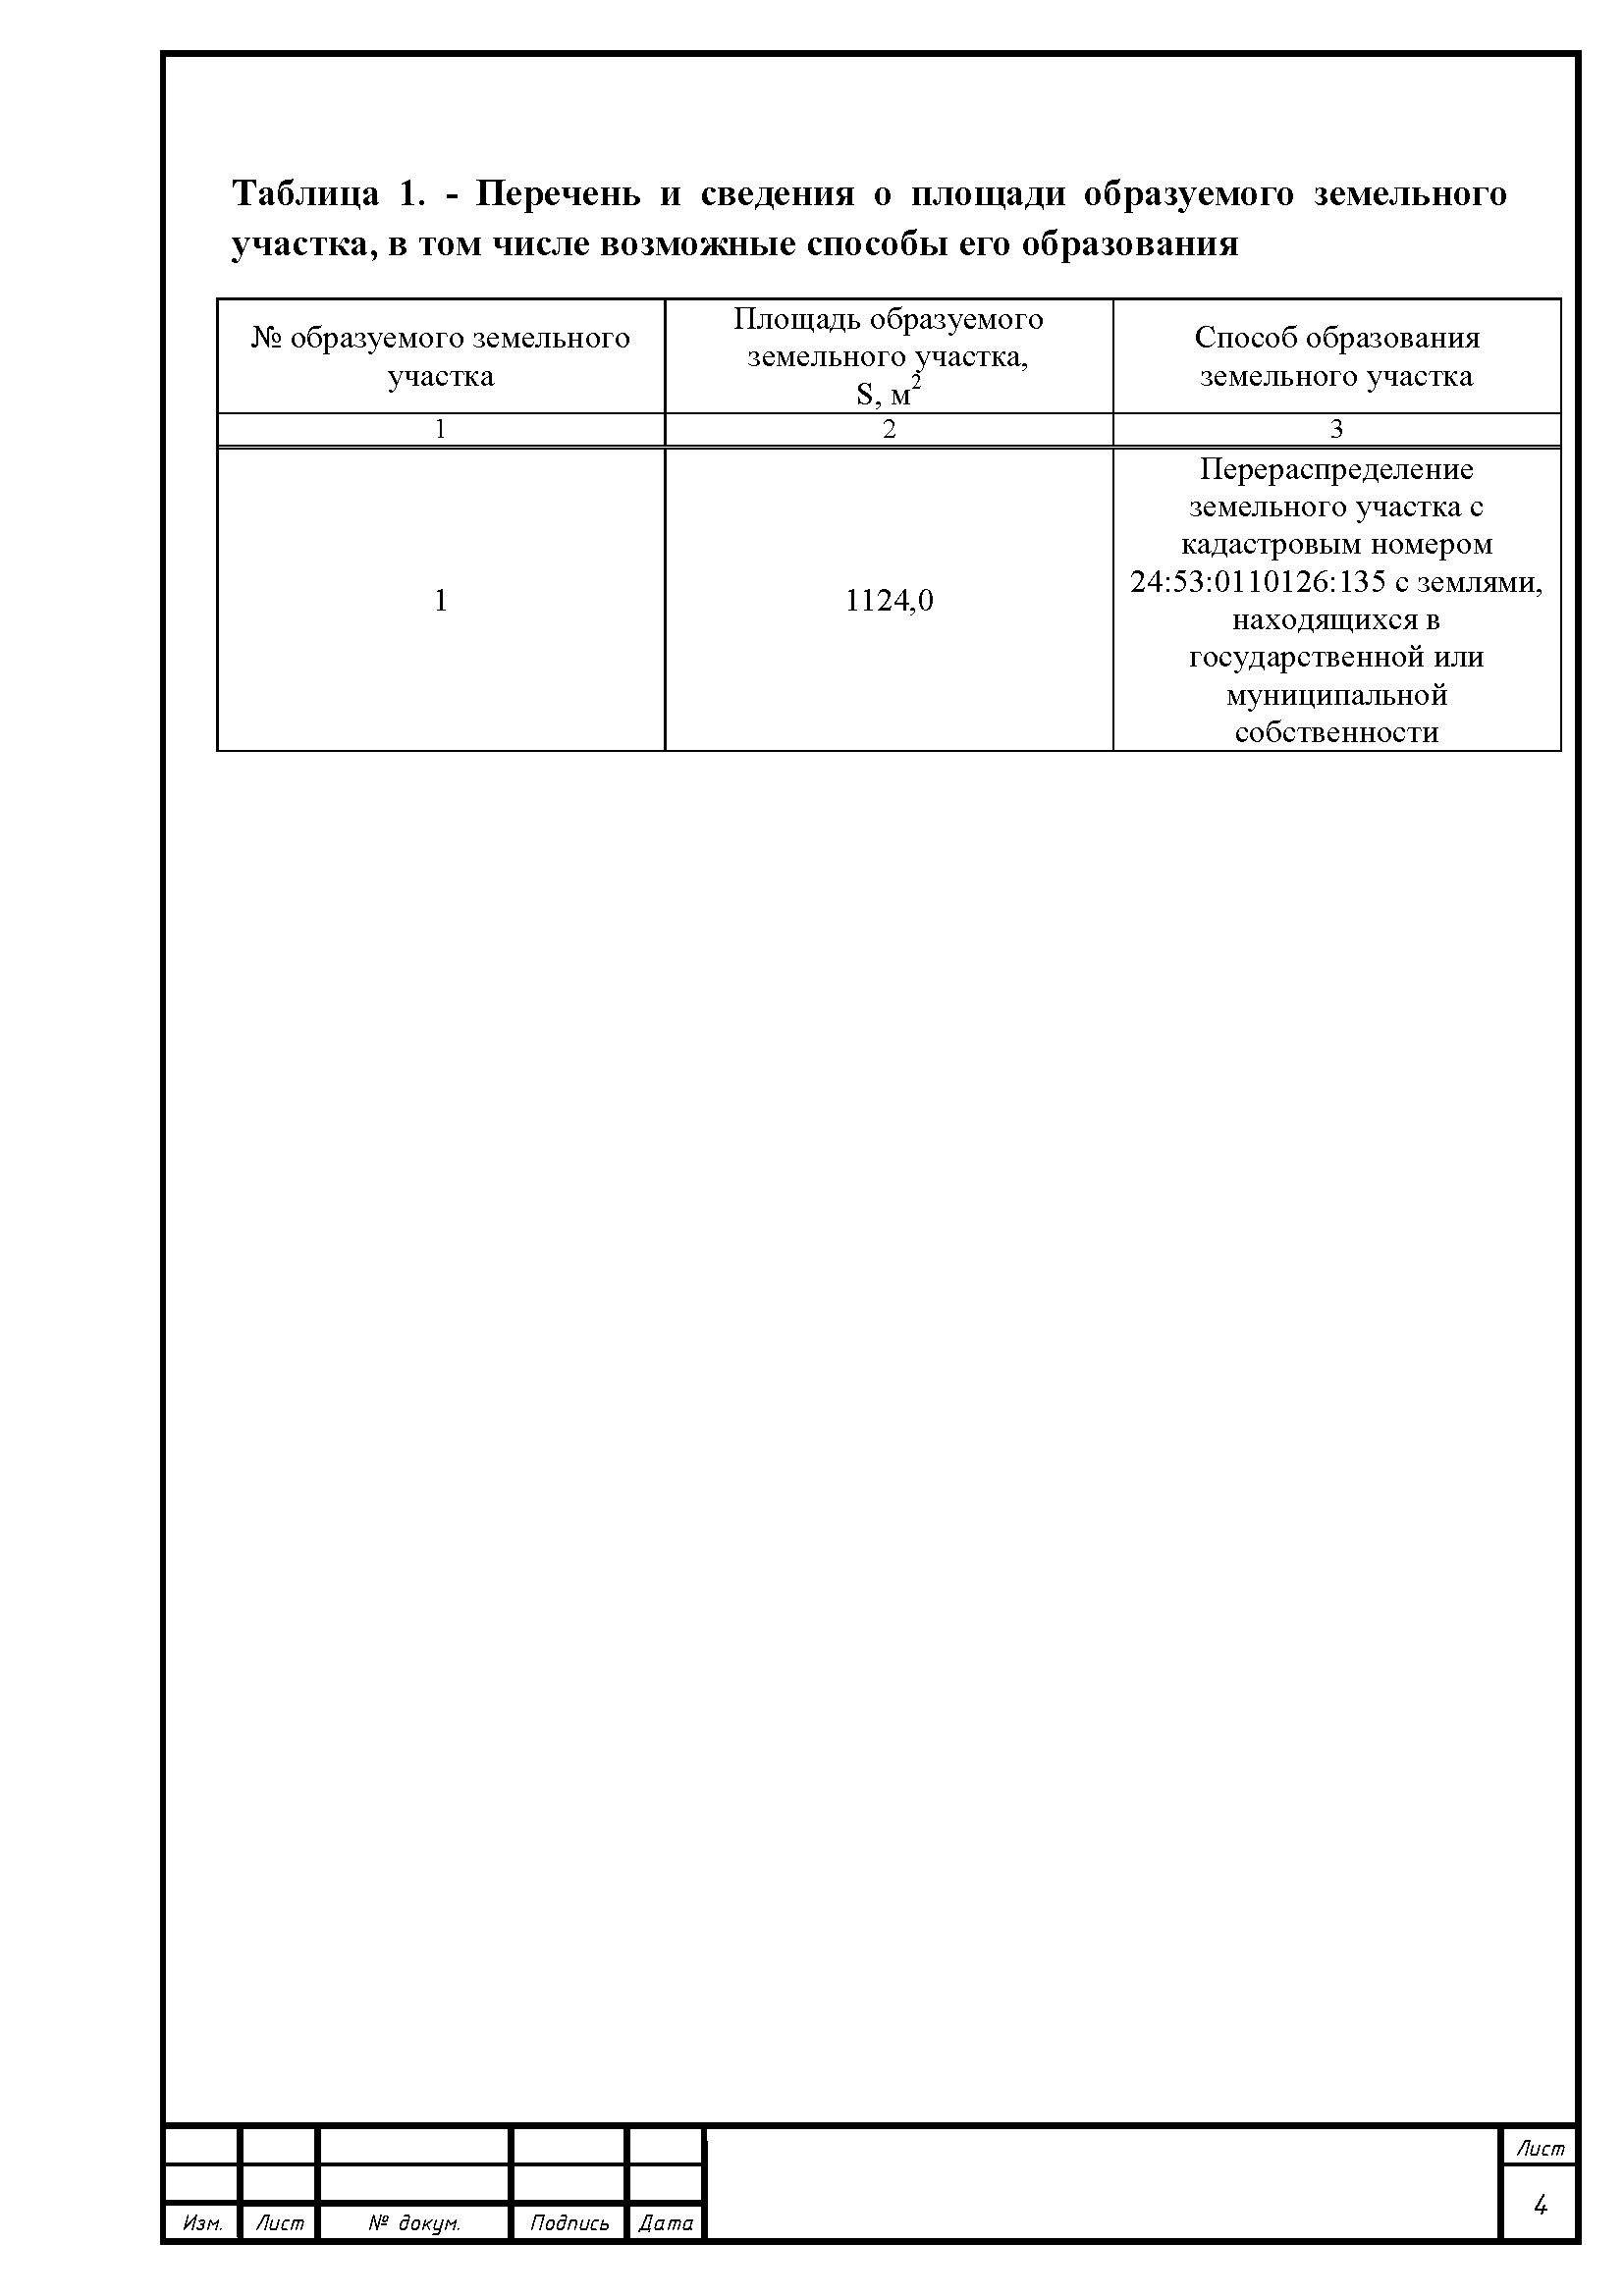 Таблица 1. - Перечень и сведения о площади образуемого земельного
участка, в том числе возможные способы его образования
№ образуемого земельного
участка
Площадь образуемого
земельного участка,
S, м²
Способ образования
земельного участка
1
2
3
1
1124,0
Перераспределение
земельного участка с
кадастровым номером
24:53:0110126:135 с землями,
находящихся в
государственной или
муниципальной
собственности
Лист
4
Изм.
Лист
№ докум.
Подпись
Дата